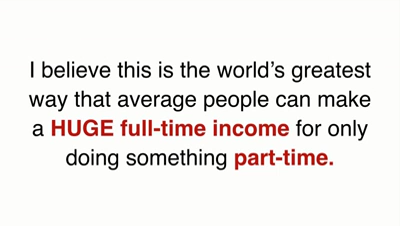 I believe this is the world’s greatest
way that average people can make
a HUGE full-time income for only
doing something part-time.